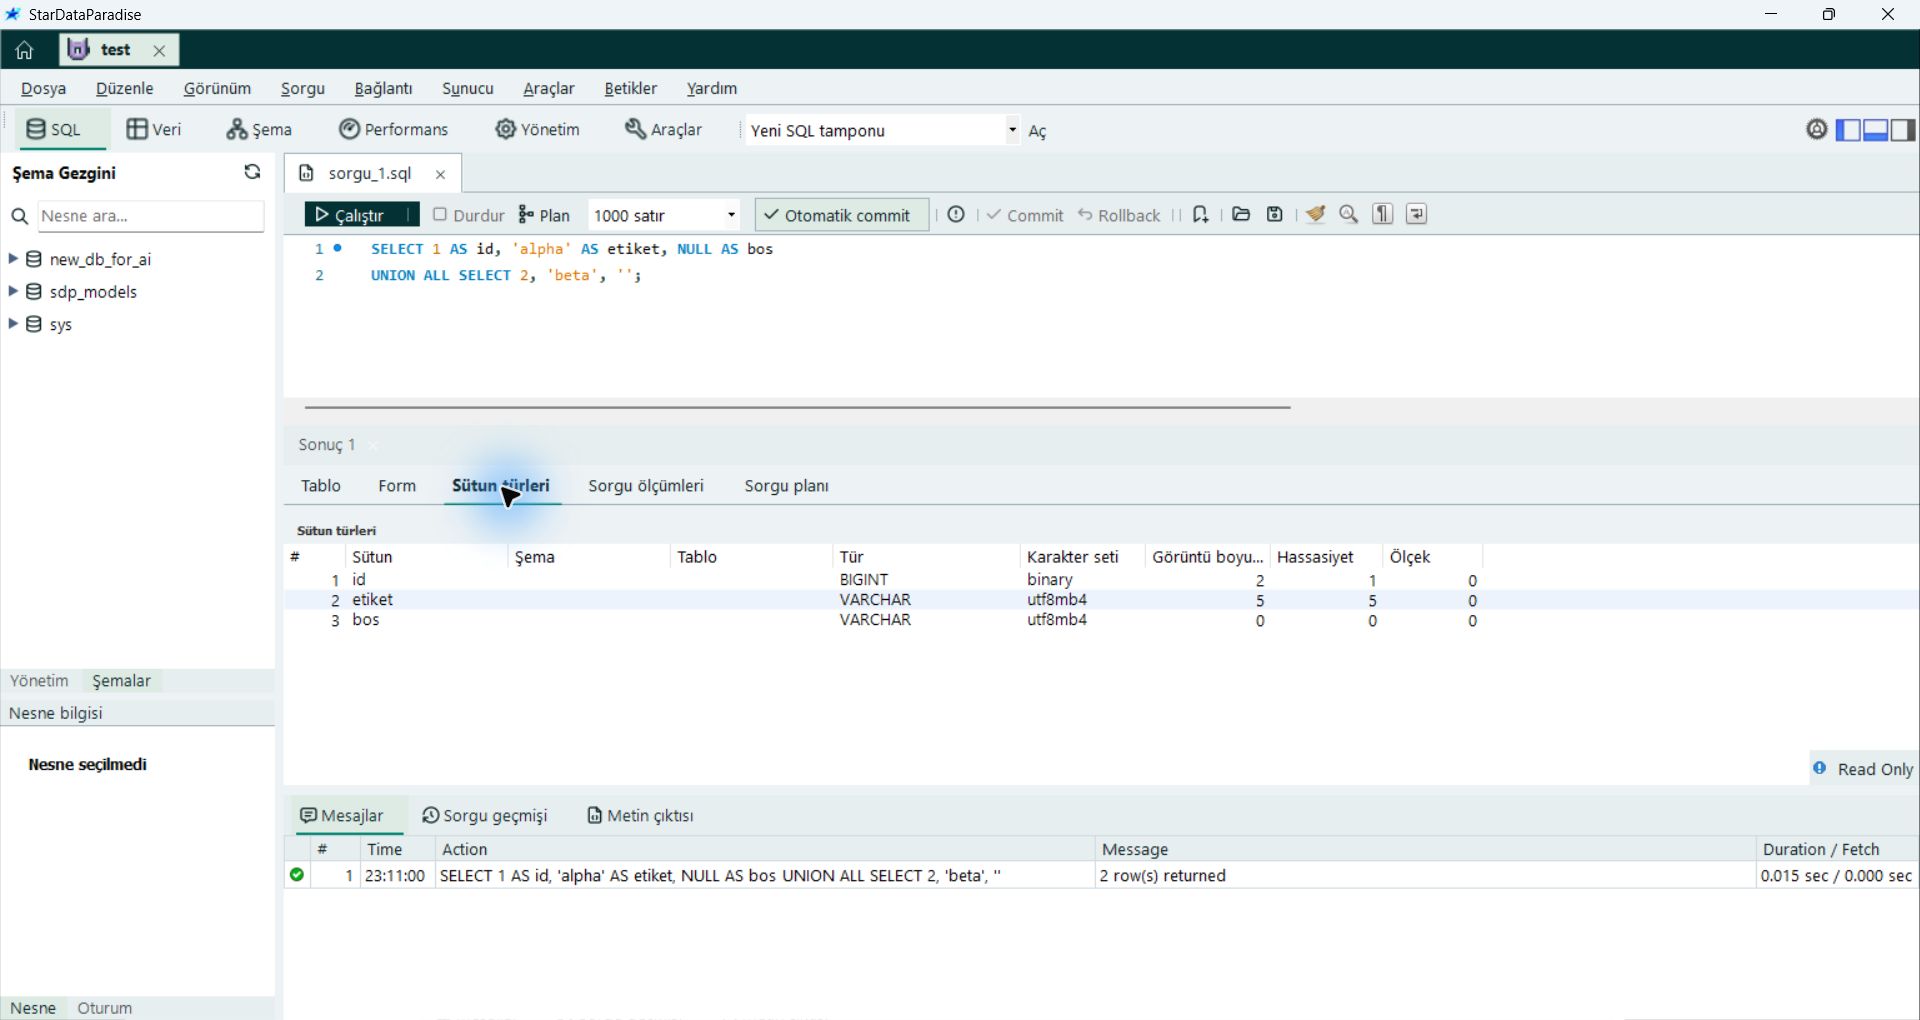 StarDataParadise
test
Dosya Düzenle Görünüm Sorgu Bağlantı Sunucu Araçlar Betikler Yardım
SQL Veri Şema Performans Yönetim Araçlar Yeni SQL tamponu Aç
Şema Gezgini
sorgu_1.sql
Nesne ara...
Çalıştır Durdur Plan 1000 satır Otomatik commit Commit Rollback
1 SELECT 1 AS id, 'alpha' AS etiket, NULL AS bos
2 UNION ALL SELECT 2, 'beta', '';
new_db_for_ai
sdp_models
sys
Sonuç 1
Tablo Form Sütun türleri Sorgu ölçümleri Sorgu planı
Sütun türleri
# Sütun Şema Tablo Tür Karakter seti Görüntü boyu... Hassasiyet Ölçek
1 id BIGINT binary 2 1 0
2 etiket VARCHAR utf8mb4 5 5 0
3 bos VARCHAR utf8mb4 0 0 0
Yönetim Şemalar
Nesne bilgisi
Nesne seçilmedi
Read Only
Mesajlar Sorgu geçmişi Metin çıktısı
# Time Action Message Duration / Fetch
1 23:11:00 SELECT 1 AS id, 'alpha' AS etiket, NULL AS bos UNION ALL SELECT 2, 'beta', '' 2 row(s) returned 0.015 sec / 0.000 sec
Nesne Oturum